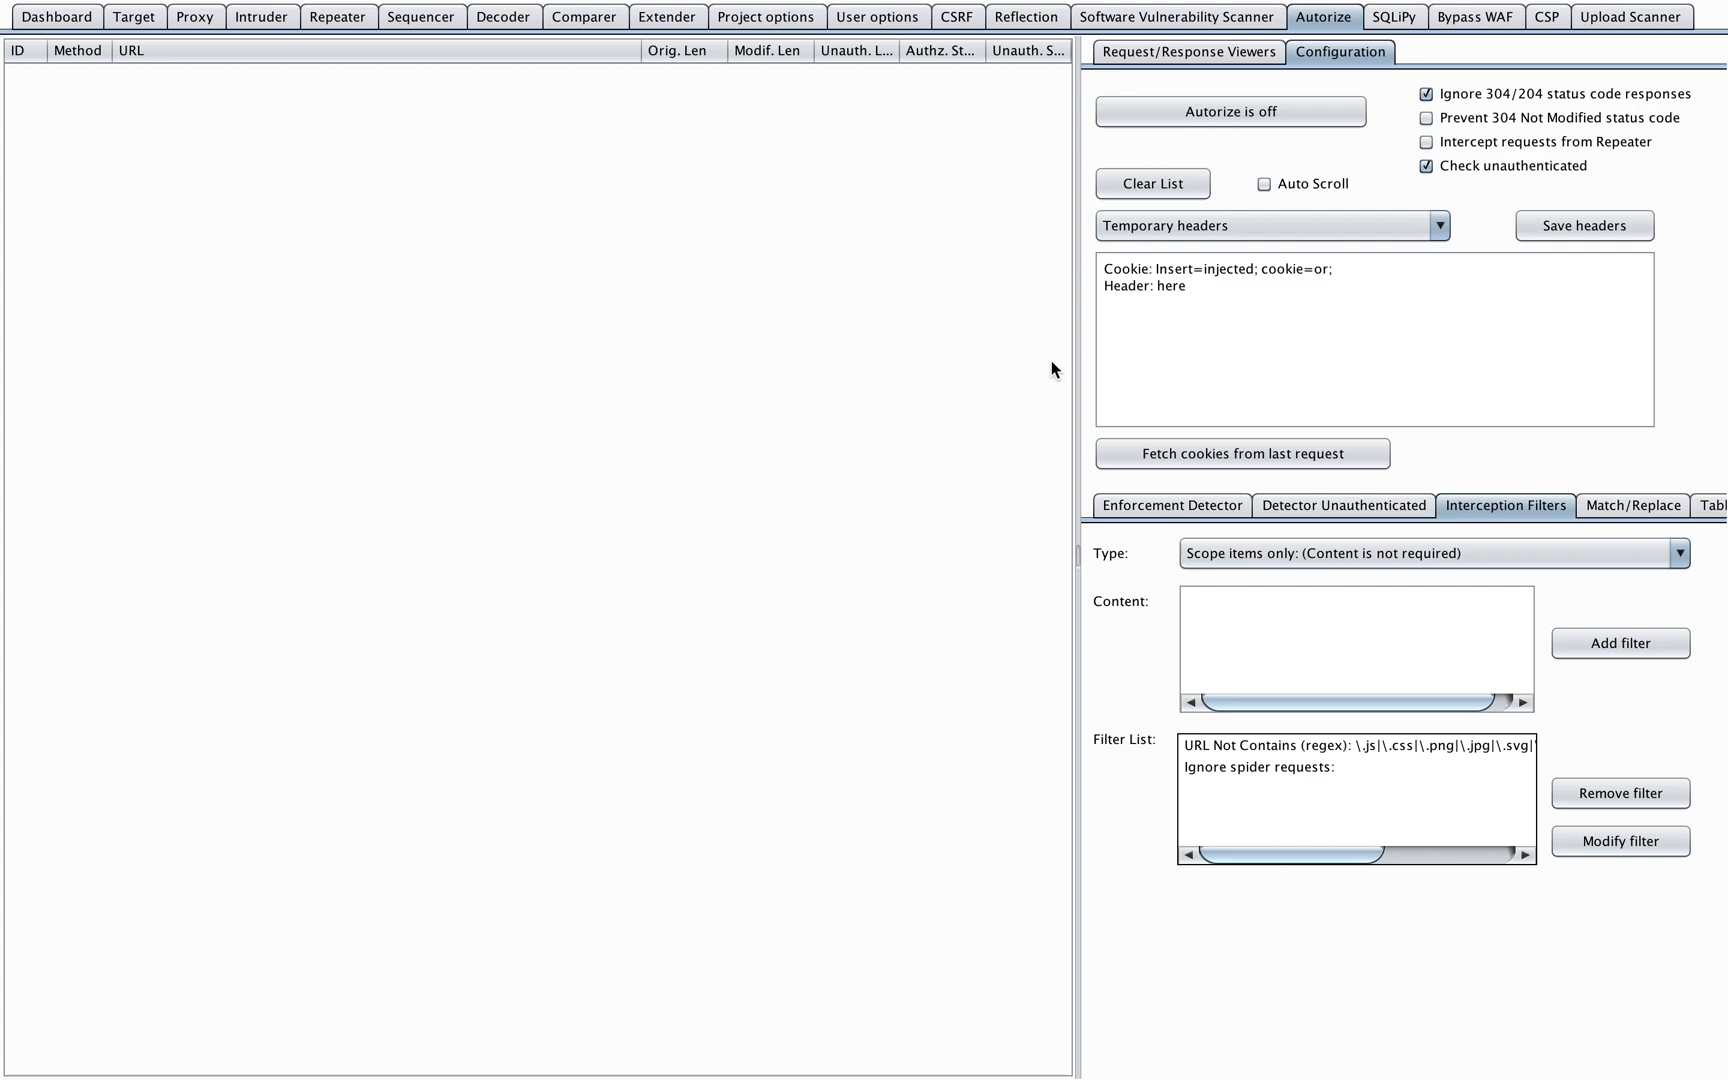 Dashboard Target Proxy Intruder Repeater Sequencer Decoder Comparer Extender Project options User options CSRF Reflection Software Vulnerability Scanner Autorize SQLiPy Bypass WAF CSP Upload Scanner
ID Method URL Orig. Len Modif. Len Unauth. L... Authz. St... Unauth. S...
Request/Response Viewers Configuration
Autorize is off
Ignore 304/204 status code responses
Prevent 304 Not Modified status code
Intercept requests from Repeater
Check unauthenticated
Clear List Auto Scroll
Temporary headers Save headers
Cookie: Insert=injected; cookie=or;
Header: here
Fetch cookies from last request
Enforcement Detector Detector Unauthenticated Interception Filters Match/Replace Tabl
Type: Scope items only: (Content is not required)
Content:
Add filter
Filter List: URL Not Contains (regex): \.js|\.css|\.png|\.jpg|\.svg|
Ignore spider requests:
Remove filter
Modify filter